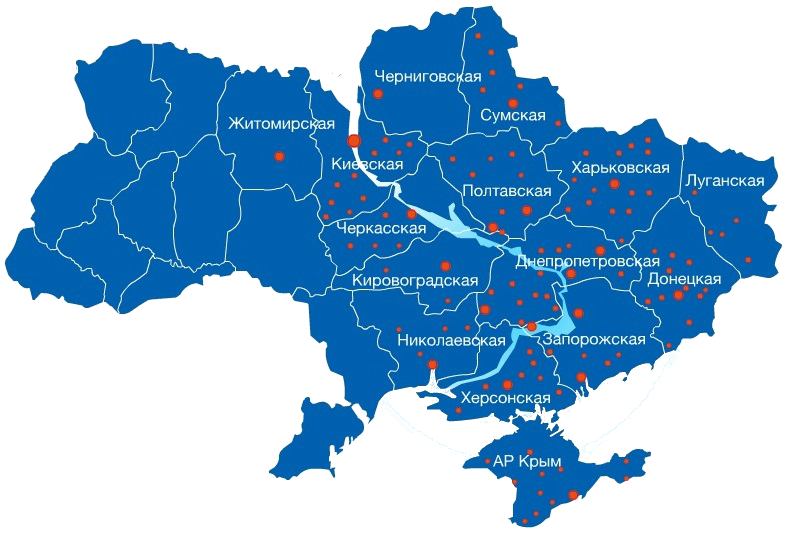 Черниговская
Сумская
Житомирская
Киевская
Харьковская
Полтавская
Луганская
Черкасская
Днепропетровская
Кировоградская
Донецкая
Николаевская
Запорожская
Херсонская
АР Крым